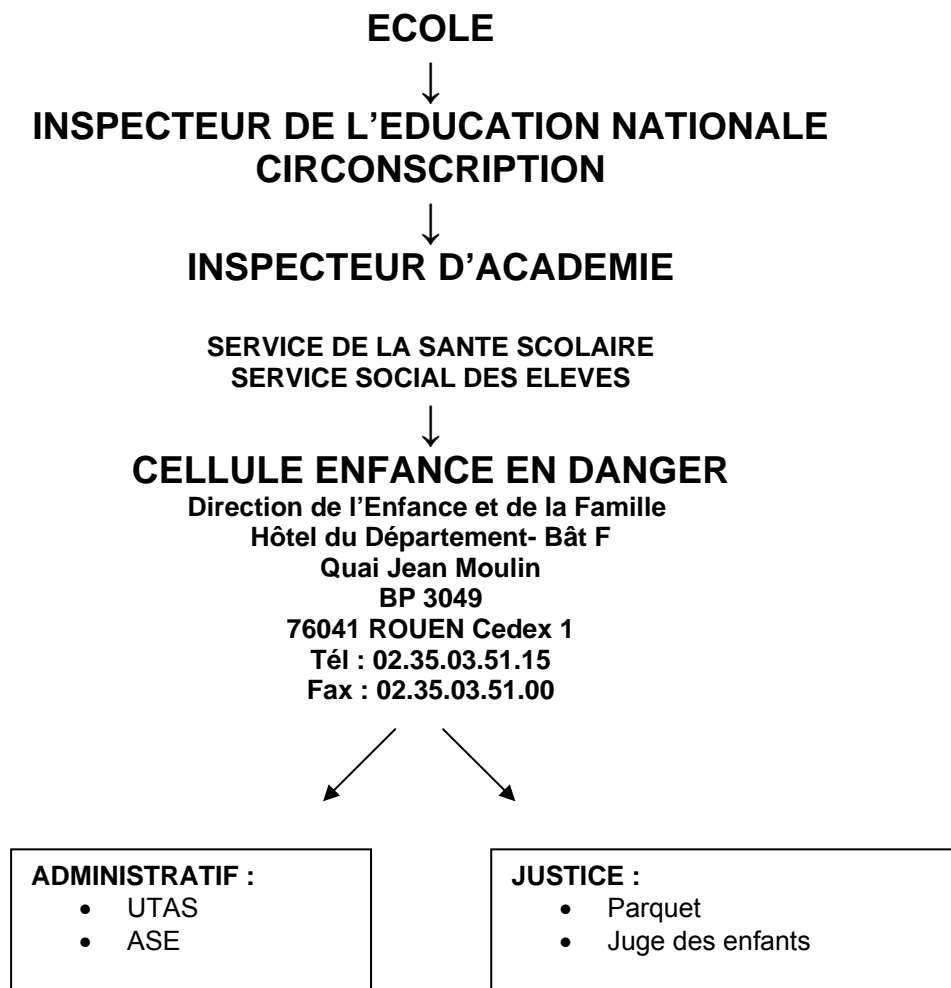 ECOLE
↓
INSPECTEUR DE L’EDUCATION NATIONALE
CIRCONSCRIPTION
↓
INSPECTEUR D’ACADEMIE
SERVICE DE LA SANTE SCOLAIRE
SERVICE SOCIAL DES ELEVES
↓
CELLULE ENFANCE EN DANGER
Direction de l’Enfance et de la Famille
Hôtel du Département- Bât F
Quai Jean Moulin
BP 3049
76041 ROUEN Cedex 1
Tél : 02.35.03.51.15
Fax : 02.35.03.51.00
ADMINISTRATIF :
• UTAS
• ASE
JUSTICE :
• Parquet
• Juge des enfants